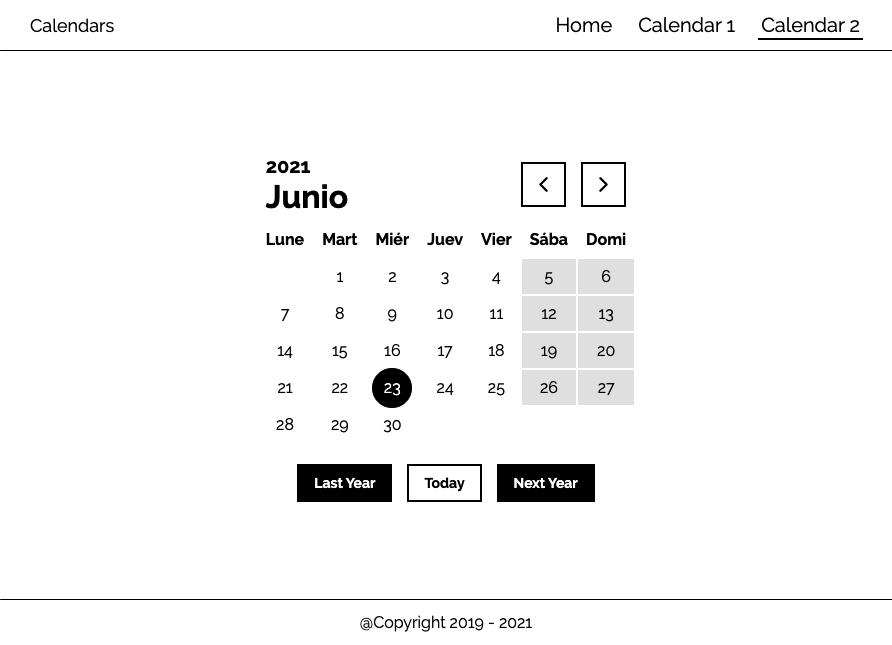 Calendars Home Calendar 1 Calendar 2
2021
Junio
Lune Mart Miér Juev Vier Sába Domi
1 2 3 4 5 6
7 8 9 10 11 12 13
14 15 16 17 18 19 20
21 22 23 24 25 26 27
28 29 30
Last Year Today Next Year
@Copyright 2019 - 2021